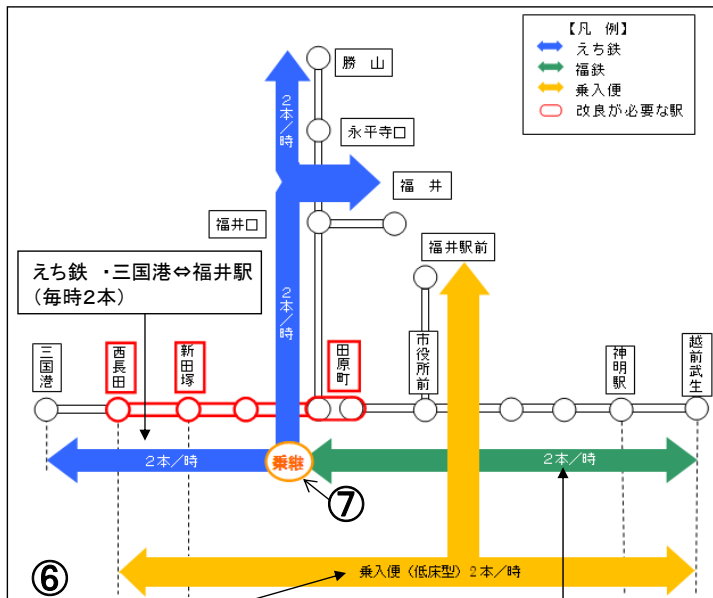 【凡 例】
えち鉄
福鉄
乗入便
改良が必要な駅
勝 山
2本／時
永平寺口
福 井
福井口
福井駅前
えち鉄 ・三国港⇔福井駅
（毎時2本）
2本／時
三国港
西長田
新田塚
田原町
市役所前
神明駅
越前武生
2本／時
乗継
2本／時
⑦
⑥
乗入便（低床型）2本／時